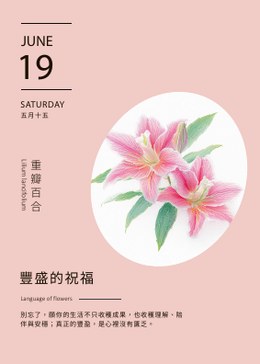 JUNE
19
SATURDAY
五月十五
重瓣百合
Lilium landifolium
豐盛的祝福
Language of flowers
別忘了，願你的生活不只收穫成果，也收穫理解、陪
伴與安穩；真正的豐盈，是心裡沒有匱乏。